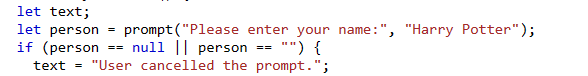 let text;
let person = prompt("Please enter your name:", "Harry Potter");
if (person == null || person == "") {
  text = "User cancelled the prompt.";